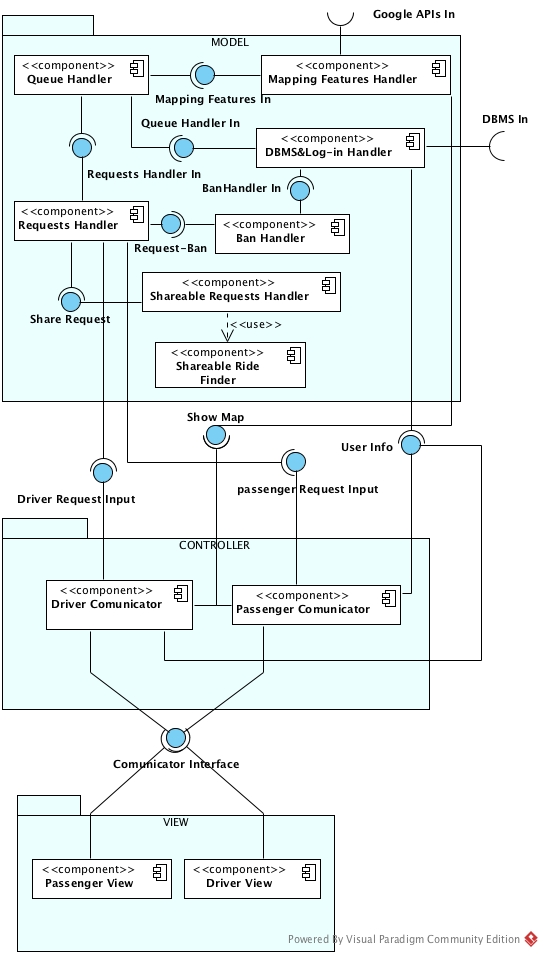 Google APIs In
MODEL
<<component>>
Queue Handler
<<component>>
Mapping Features Handler
Mapping Features In
DBMS In
Queue Handler In
<<component>>
DBMS&Log-in Handler
Requests Handler In
BanHandler In
<<component>>
Requests Handler
<<component>>
Ban Handler
Request-Ban
<<component>>
Shareable Requests Handler
Share Request
<<use>>
<<component>>
Shareable Ride
Finder
Show Map
User Info
Driver Request Input
passenger Request Input
CONTROLLER
<<component>>
Driver Comunicator
<<component>>
Passenger Comunicator
Comunicator Interface
VIEW
<<component>>
Passenger View
<<component>>
Driver View
Powered By Visual Paradigm Community Edition